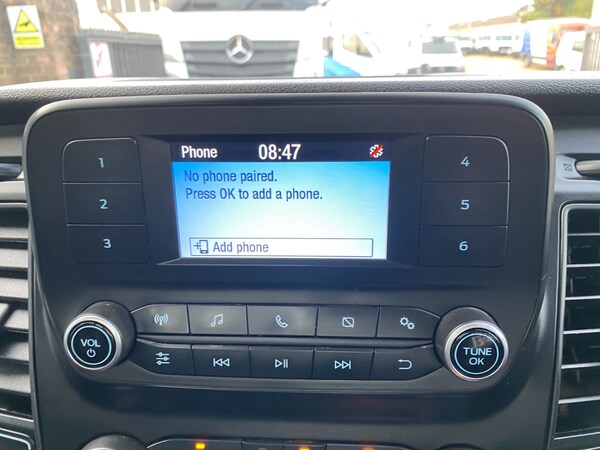 Phone 08:47
No phone paired.
Press OK to add a phone.
Add phone
1
2
3
4
5
6
VOL
TUNE
OK